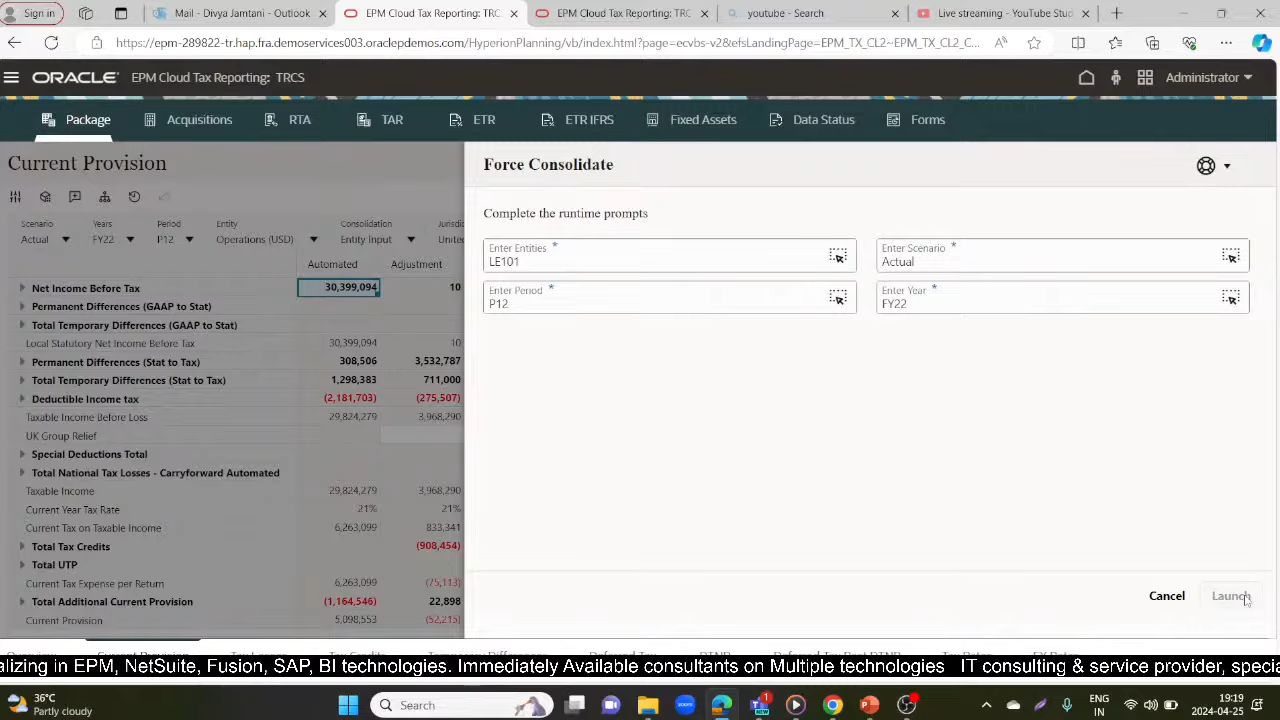 Sign in
Mail - Divya Jamtani - Outlook
EPM Cloud Tax Reporting: TRC
EPM Cloud Tax Reporting: TRC
youtube - Search
Live streaming - YouTube Stu
https://epm-289822-tr.hap.fra.demoservices003.oraclepdemos.com/HyperionPlanning/vb/index.html?page=ecvbs-v2&efsLandingPage=EPM_TX_CL2~EPM_TX_CL2_C...
ORACLE EPM Cloud Tax Reporting: TRCS
Administrator
Package Acquisitions RTA TAR ETR ETR IFRS Fixed Assets Data Status Forms
Current Provision
Scenario Years Period Entity Consolidation Jurisdi
Actual FY22 P12 Operations (USD) Entity Input United
Automated Adjustment
Net Income Before Tax 30,399,094 10
Permanent Differences (GAAP to Stat)
Total Temporary Differences (GAAP to Stat)
Local Statutory Net Income Before Tax 30,399,094 10
Permanent Differences (Stat to Tax) 308,506 3,532,787
Total Temporary Differences (Stat to Tax) 1,298,383 711,000
Deductible Income tax (2,181,703) (275,507)
Taxable Income Before Loss 29,824,279 3,968,290
UK Group Relief
Special Deductions Total
Total National Tax Losses - Carryforward Automated
Taxable Income 29,824,279 3,968,290
Current Year Tax Rate 21% 21%
Current Tax on Taxable Income 6,263,099 833,341
Total Tax Credits (908,454)
Total UTP
Current Tax Expense per Return 6,263,099 (75,113)
Total Additional Current Provision (1,164,546) 22,898
Current Provision 5,098,553 (52,215)
Force Consolidate
Complete the runtime prompts
Enter Entities *
LE101
Enter Scenario *
Actual
Enter Period *
P12
Enter Year *
FY22
Cancel Launch
alizing in EPM, NetSuite, Fusion, SAP, BI technologies. Immediately Available consultants on Multiple technologies IT consulting & service provider, specia
36°C
Partly cloudy
Search
1
ENG
IN
19:19
2024-04-25